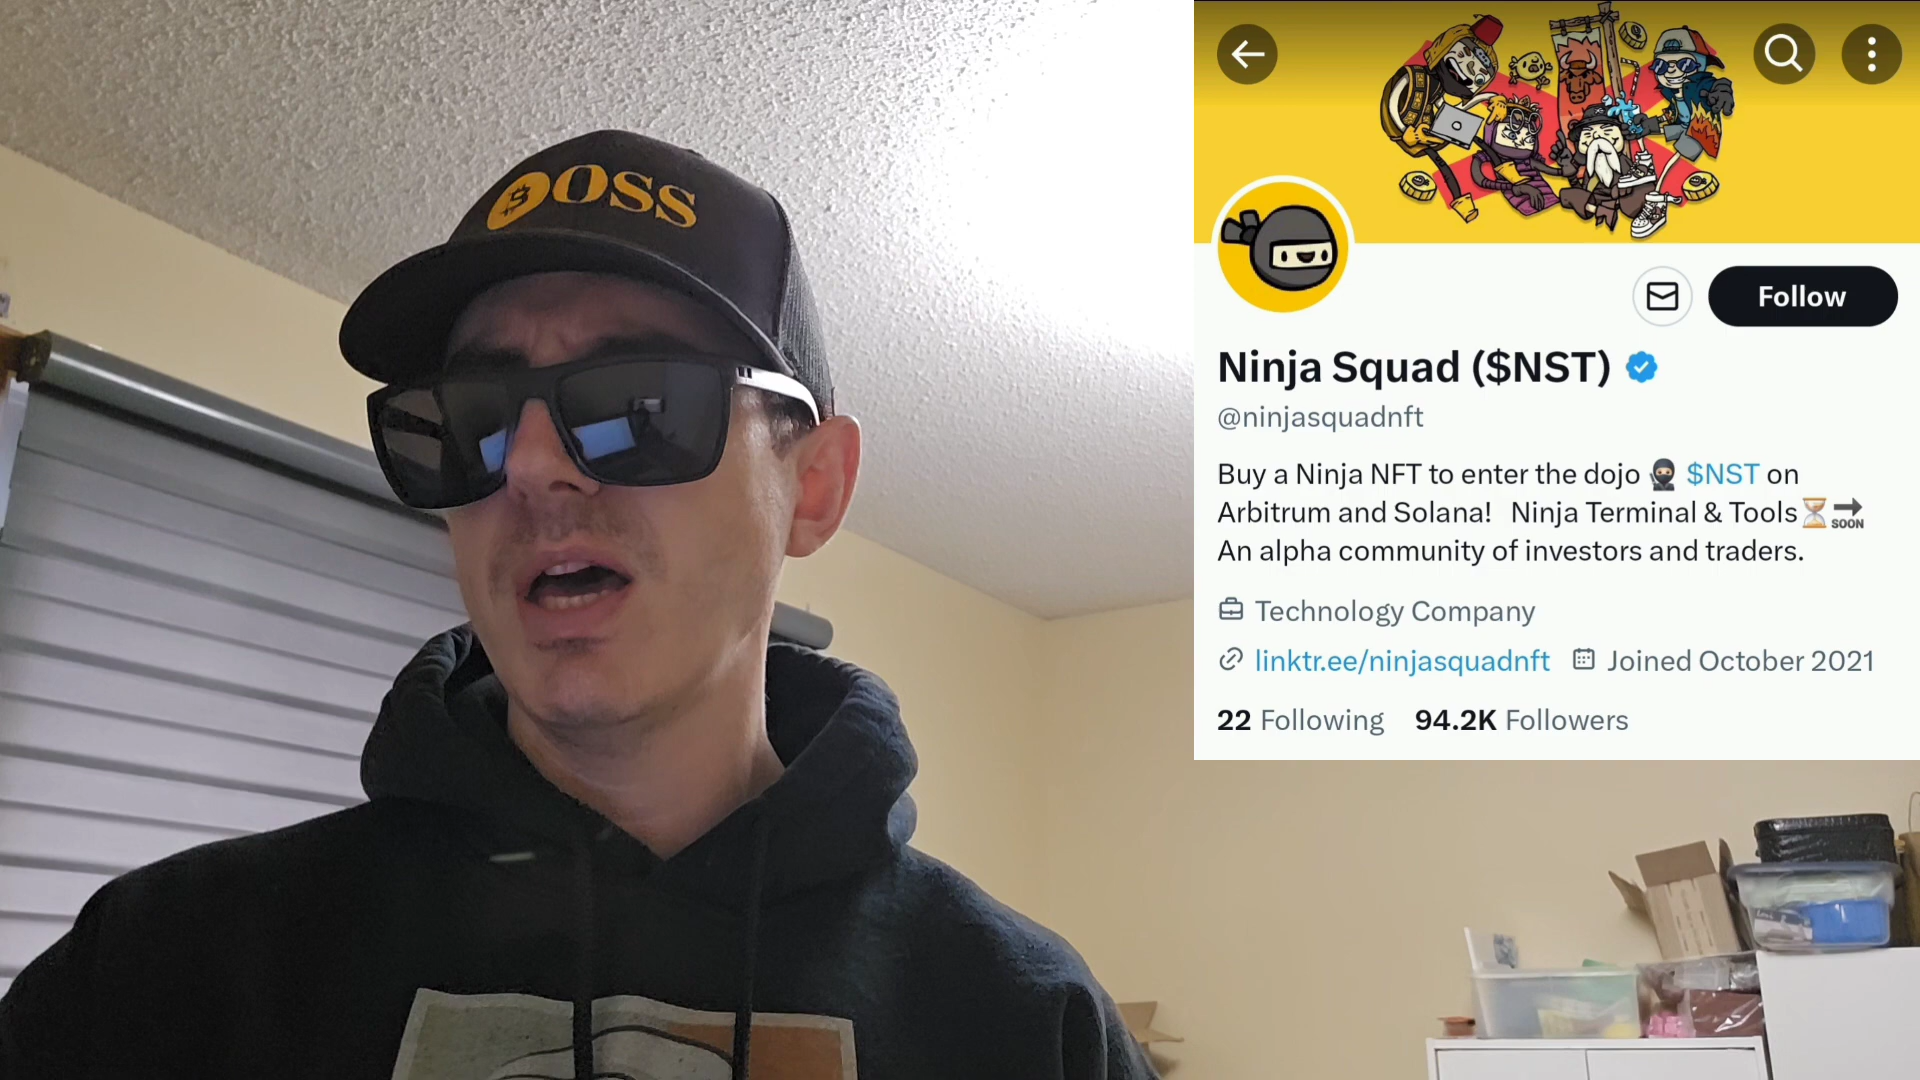 BOSS
Follow
Ninja Squad ($NST)
@ninjasquadnft
Buy a Ninja NFT to enter the dojo 🥷 $NST on
Arbitrum and Solana! Ninja Terminal & Tools⏳🔜
An alpha community of investors and traders.
Technology Company
linktr.ee/ninjasquadnft Joined October 2021
22 Following 94.2K Followers